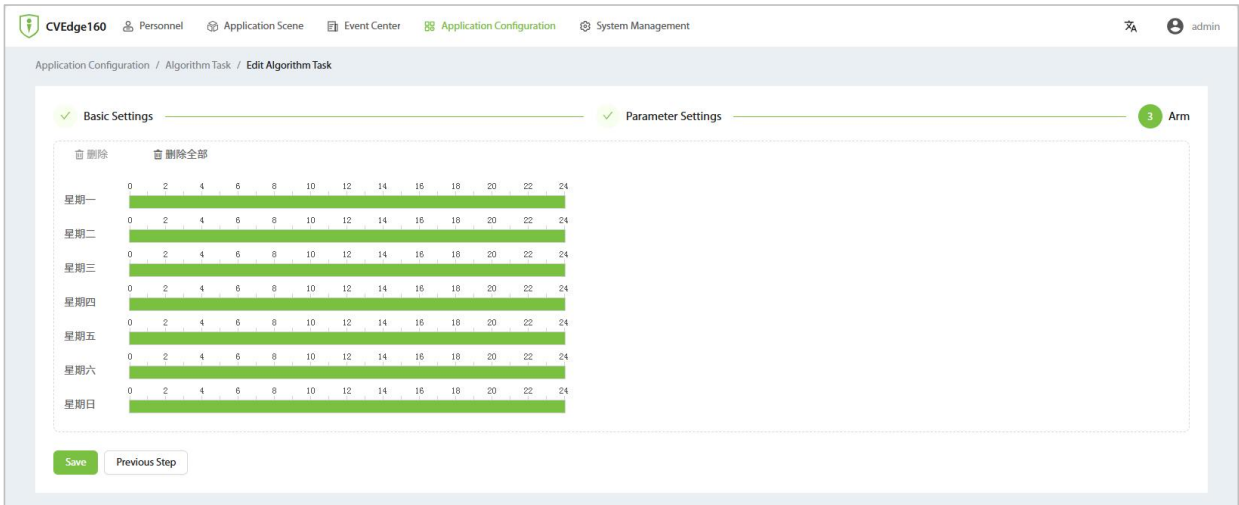 CVEdge160 Personnel Application Scene Event Center Application Configuration System Management admin
Application Configuration / Algorithm Task / Edit Algorithm Task
Basic Settings Parameter Settings 3 Arm
删除 删除全部
0 2 4 6 8 10 12 14 16 18 20 22 24
星期一
0 2 4 6 8 10 12 14 16 18 20 22 24
星期二
0 2 4 6 8 10 12 14 16 18 20 22 24
星期三
0 2 4 6 8 10 12 14 16 18 20 22 24
星期四
0 2 4 6 8 10 12 14 16 18 20 22 24
星期五
0 2 4 6 8 10 12 14 16 18 20 22 24
星期六
0 2 4 6 8 10 12 14 16 18 20 22 24
星期日
Save Previous Step